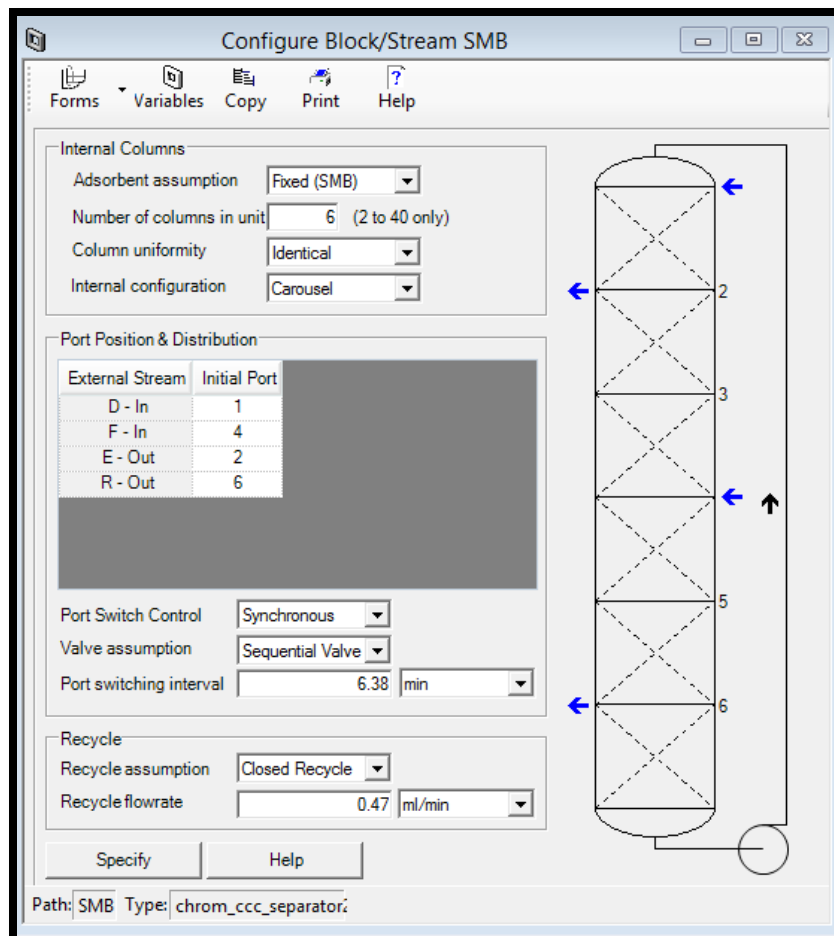 Configure Block/Stream SMB
Forms Variables Copy Print Help
Internal Columns
Adsorbent assumption Fixed (SMB)
Number of columns in unit 6 (2 to 40 only)
Column uniformity Identical
Internal configuration Carousel
2
3
5
6
Port Position & Distribution
External Stream Initial Port
D - In 1
F - In 4
E - Out 2
R - Out 6
Port Switch Control Synchronous
Valve assumption Sequential Valve
Port switching interval 6.38 min
Recycle
Recycle assumption Closed Recycle
Recycle flowrate 0.47 ml/min
Specify Help
Path: SMB Type: chrom_ccc_separator